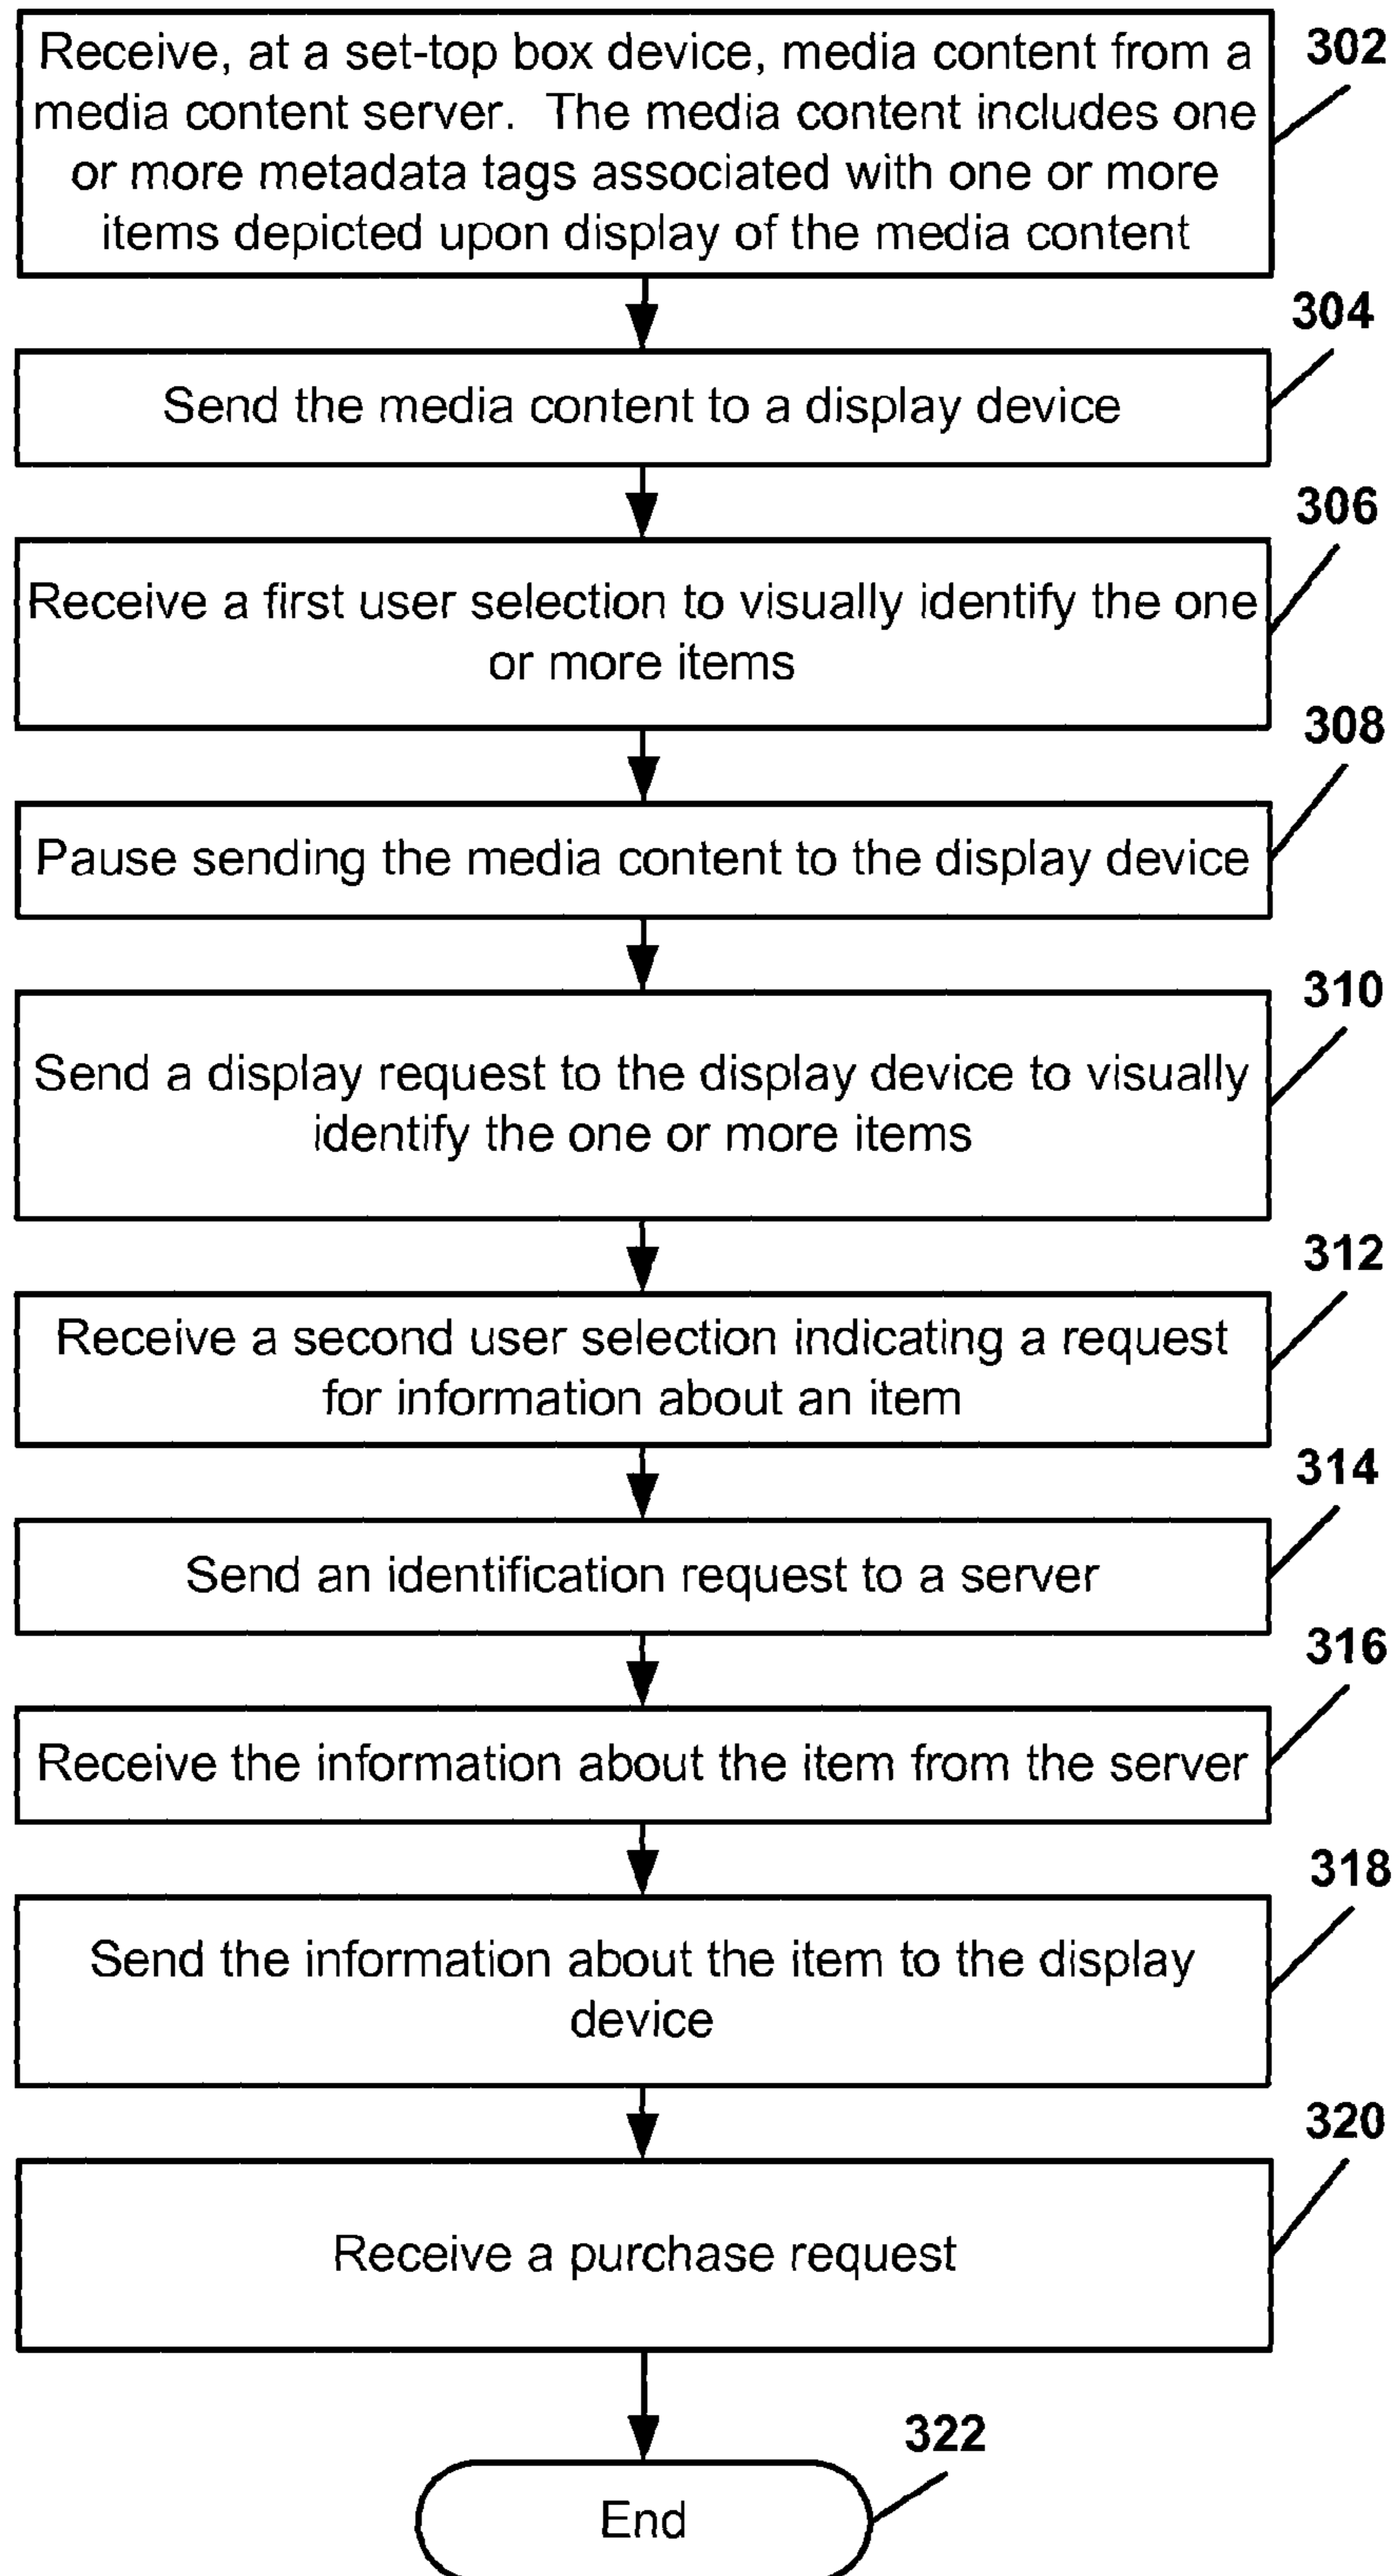 Receive, at a set-top box device, media content from a
media content server.  The media content includes one
or more metadata tags associated with one or more
items depicted upon display of the media content
302
304
Send the media content to a display device
306
Receive a first user selection to visually identify the one
or more items
308
Pause sending the media content to the display device
310
Send a display request to the display device to visually
identify the one or more items
312
Receive a second user selection indicating a request
for information about an item
314
Send an identification request to a server
316
Receive the information about the item from the server
318
Send the information about the item to the display
device
320
Receive a purchase request
322
End